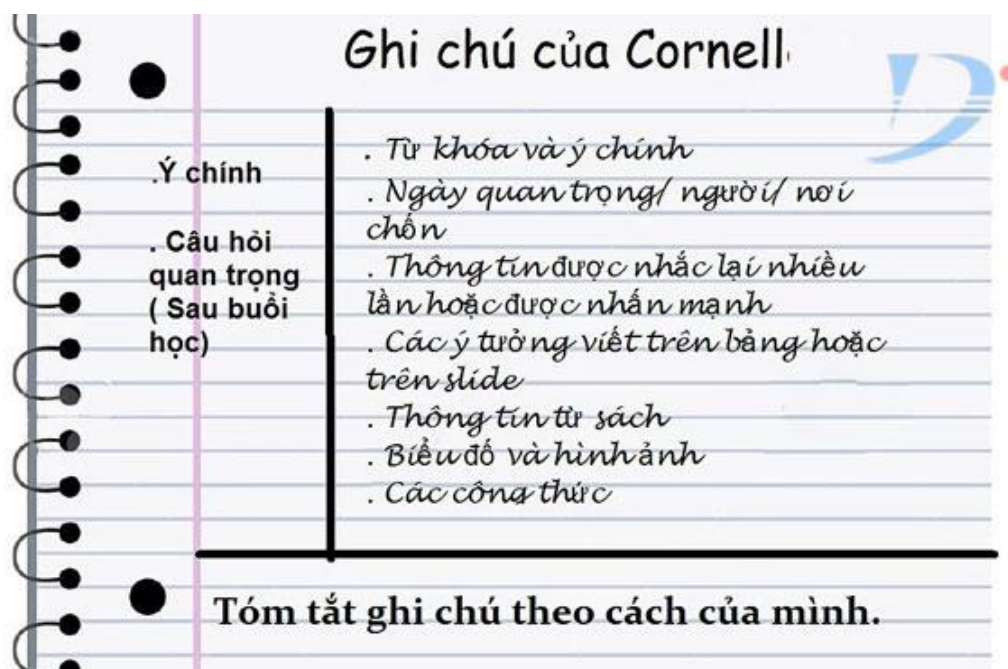 Ghi chú của Cornell
.Ý chính
. Câu hỏi
quan trọng
( Sau buổi
học)
. Từ khóa và ý chính
. Ngày quan trọng/ người/ nơi
chốn
. Thông tin được nhắc lại nhiều
lần hoặc được nhấn mạnh
. Các ý tưởng viết trên bảng hoặc
trên slide
. Thông tin từ sách
. Biểu đồ và hình ảnh
. Các công thức
Tóm tắt ghi chú theo cách của mình.